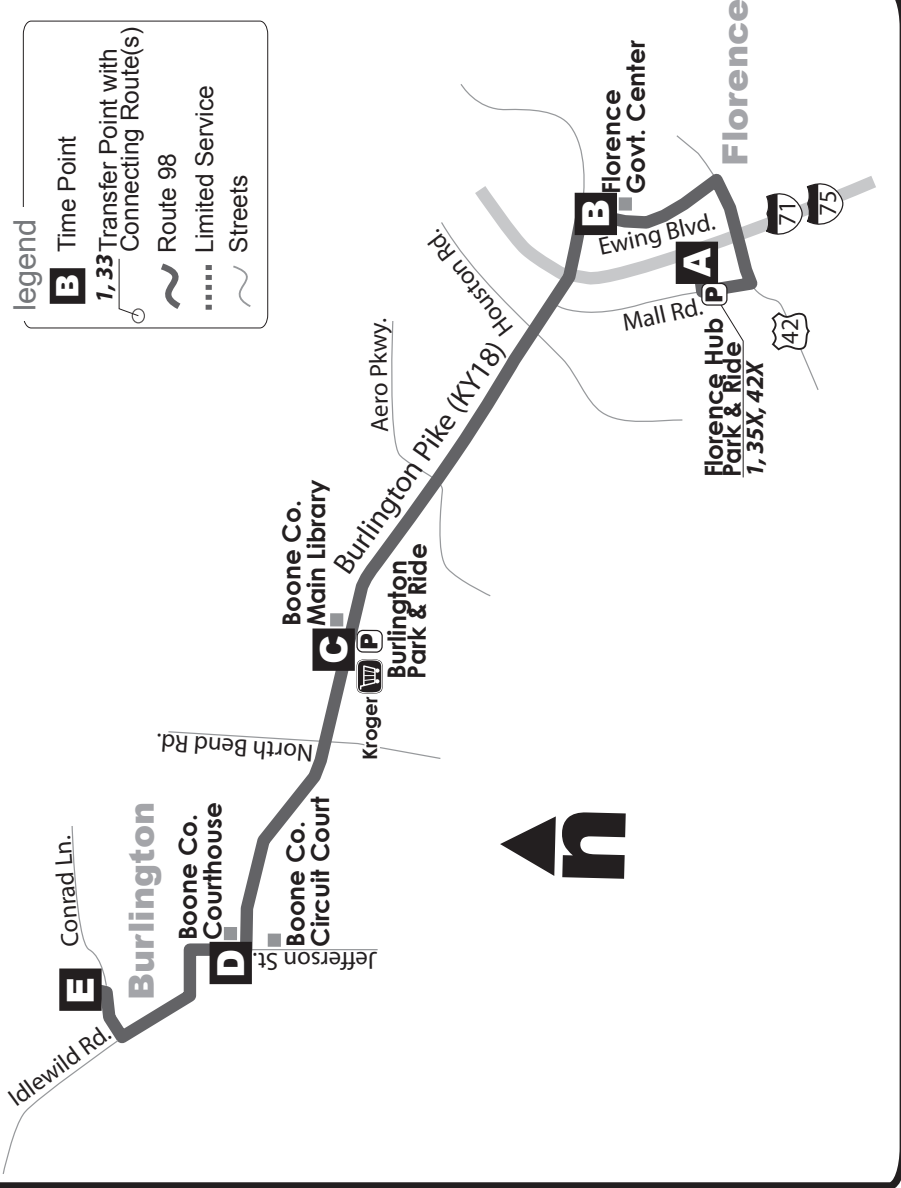 legend
B Time Point
1, 33 Transfer Point with
Connecting Route(s)
Route 98
Limited Service
Streets
Idlewild Rd.
E
Conrad Ln.
Burlington
D
Boone Co.
Courthouse
Jefferson St.
Boone Co.
Circuit Court
North Bend Rd.
Kroger
C
P
Boone Co.
Main Library
Burlington
Park & Ride
Burlington Pike (KY18)
Aero Pkwy.
Houston Rd.
B
Florence
Govt. Center
Ewing Blvd.
A
P
Mall Rd.
Florence Hub
Park & Ride
1, 35X, 42X
42
71
75
Florence
n